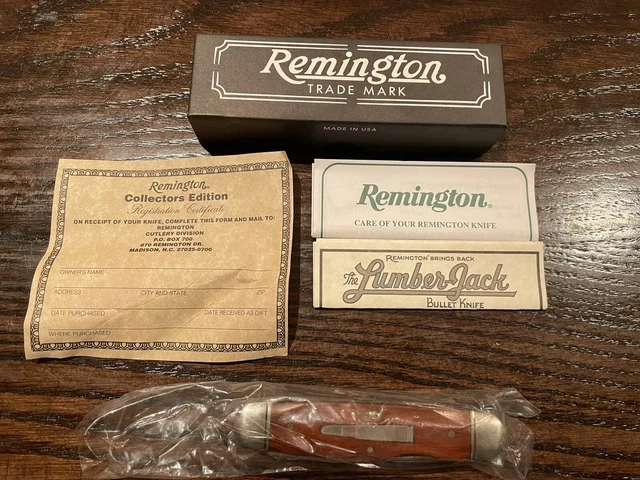 Remington
TRADE MARK
MADE IN USA
Remington®
Collectors Edition
Registration Certificate
ON RECEIPT OF YOUR KNIFE, COMPLETE THIS FORM AND MAIL TO:
REMINGTON
CUTLERY DIVISION
P.O. BOX 700
870 REMINGTON DR.
MADISON, N.C. 27025-0700
OWNER'S NAME
ADDRESS CITY AND STATE ZIP
DATE PURCHASED DATE RECEIVED AS GIFT
WHERE PURCHASED
Remington®
CARE OF YOUR REMINGTON KNIFE
REMINGTON BRINGS BACK
The Lumber-Jack
BULLET KNIFE